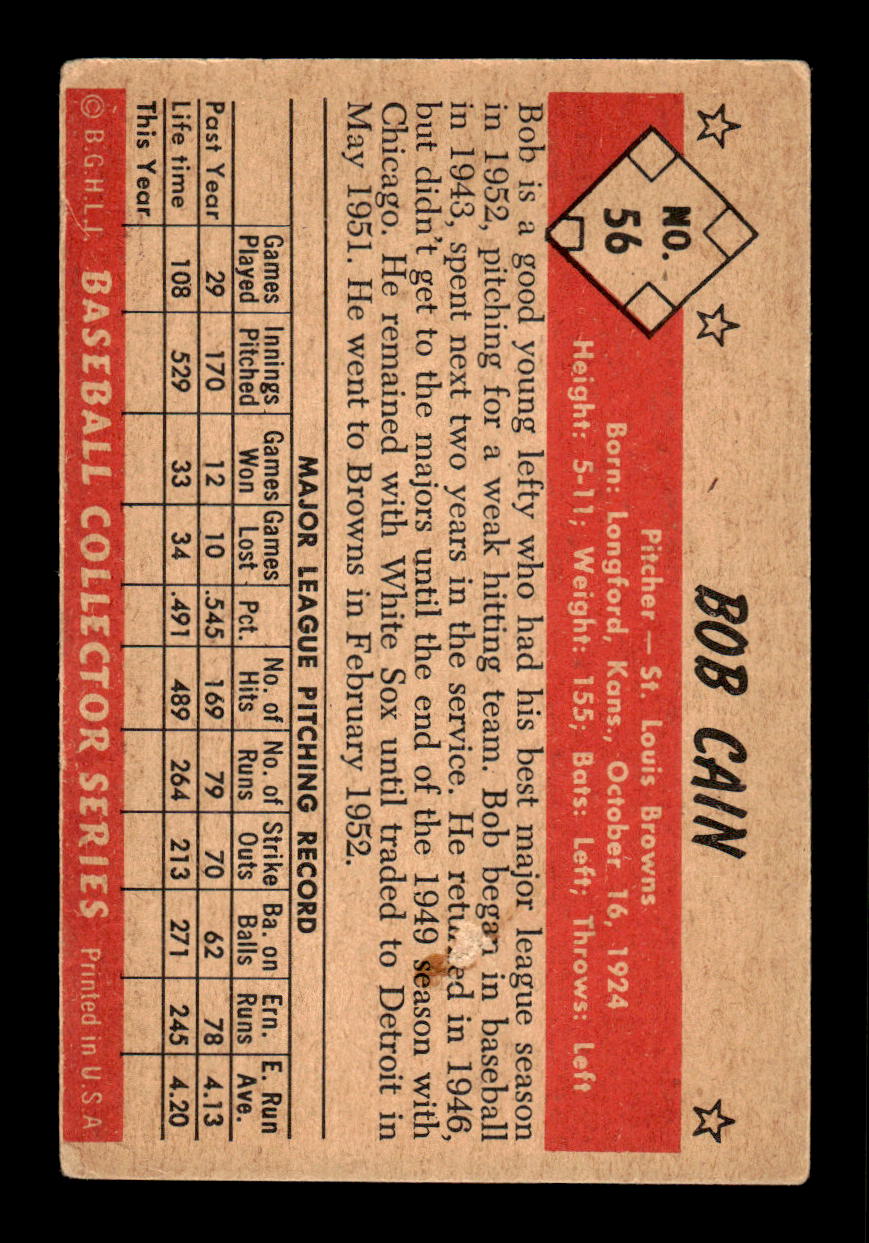 BOB CAIN
NO.
56
Pitcher — St. Louis Browns
Born: Longford, Kans., October 16, 1924
Height: 5-11; Weight: 155; Bats: Left; Throws: Left
Bob is a good young lefty who had his best major league season
in 1952, pitching for a weak hitting team. Bob began in baseball
in 1943, spent next two years in the service. He in 1946,
but didn't get to the majors until the end of the 1949 season with
Chicago. He remained with White Sox until traded to Detroit in
May 1951. He went to Browns in February 1952.
MAJOR LEAGUE PITCHING RECORD
Games Innings Games Games No. of No. of Strike Ba. on Ern. E. Run
Played Pitched Won Lost Pct. Hits Runs Outs Balls Runs Ave.
Past Year 29 170 12 10 .545 169 79 70 62 78 4.13
Life time 108 529 33 34 .491 489 264 213 271 245 4.20
This Year
© B.G.H.L.I. BASEBALL COLLECTOR SERIES Printed in U.S.A.